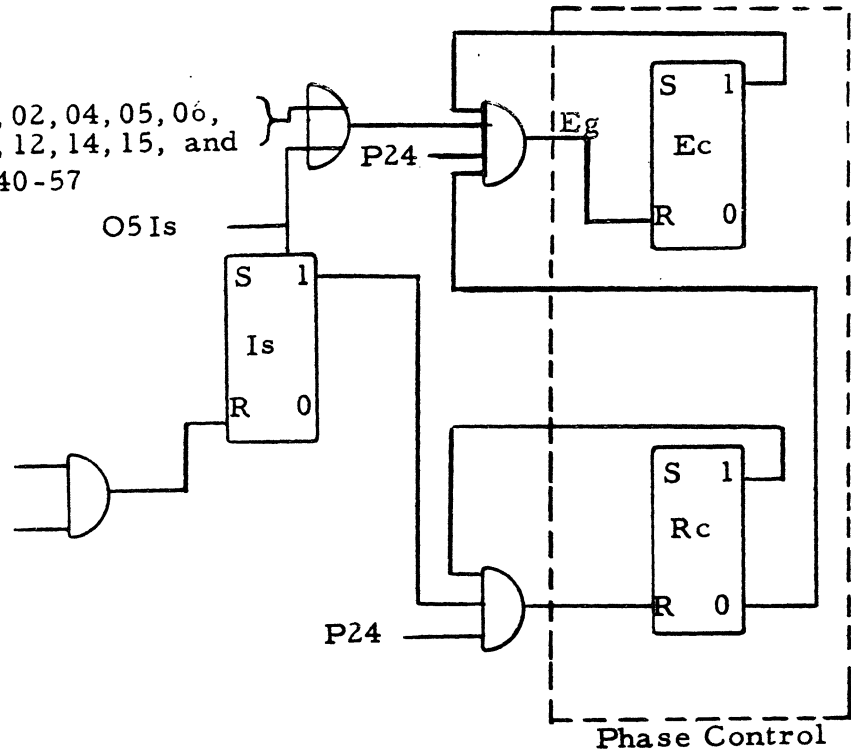 , 02, 04, 05, 06,
, 12, 14, 15, and
40-57
P24
Eg
S 1
Ec
R 0
O5 Is
S 1
Is
R 0
S 1
Rc
R 0
P24
Phase Control